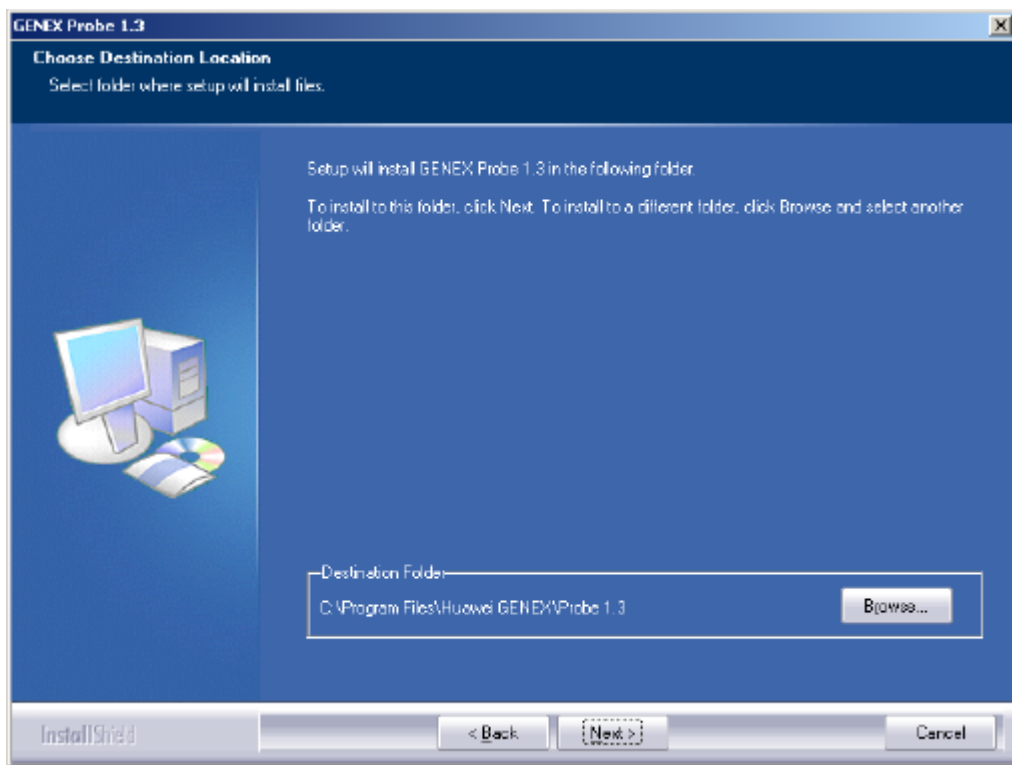 GENEX Probe 1.3
Choose Destination Location
Select folder where setup will install files.
Setup will install GENEX Probe 1.3 in the following folder.
To install to this folder, click Next. To install to a different folder, click Browse and select another
folder.
Destination Folder
C:\Program Files\Huawei GENEX\Probe 1.3
Browse...
InstallShield
< Back
Next >
Cancel